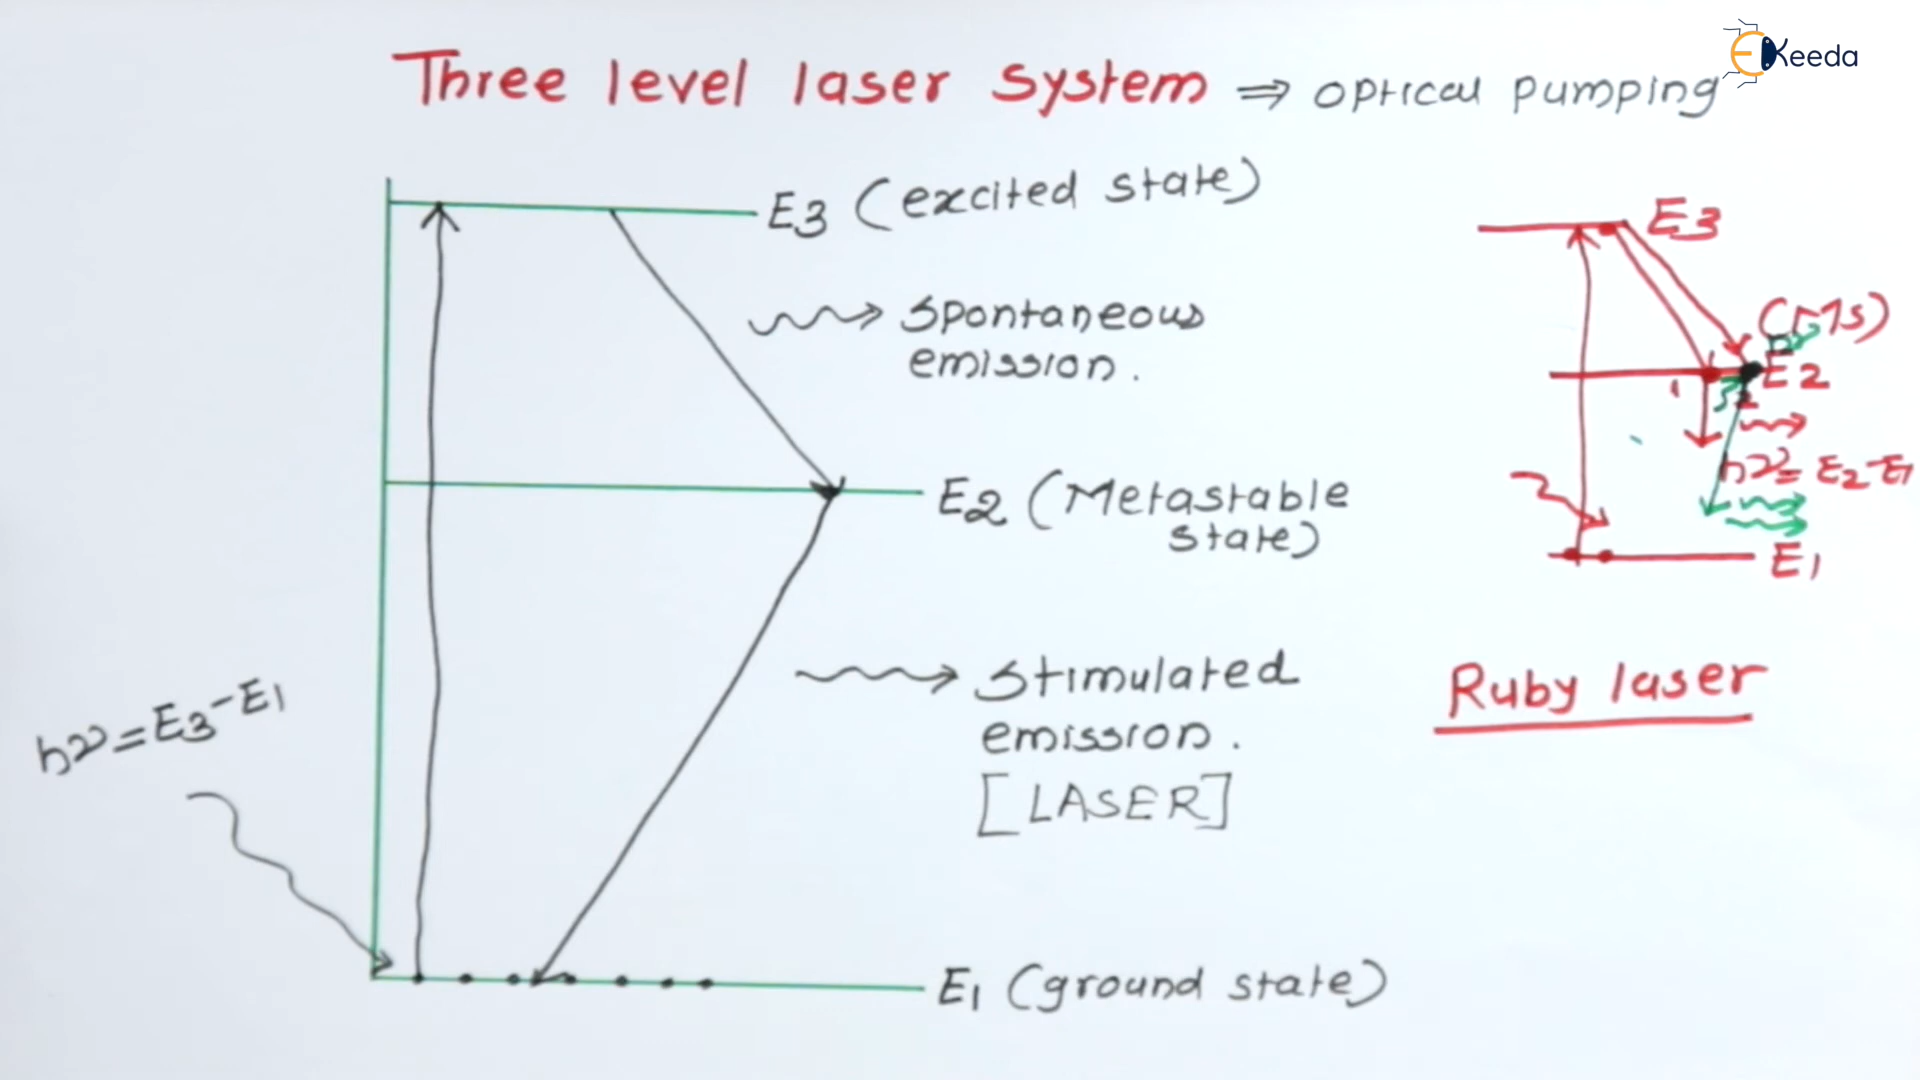 EKeeda
Three level laser System ⇒ optical pumping
E3 (excited state)
Spontaneous
emission.
E2 (Metastable
state)
hν = E3 - E1
Stimulated
emission.
[LASER]
E1 (ground state)
E3
E2
hν = E2 - E1
E1
Ruby laser